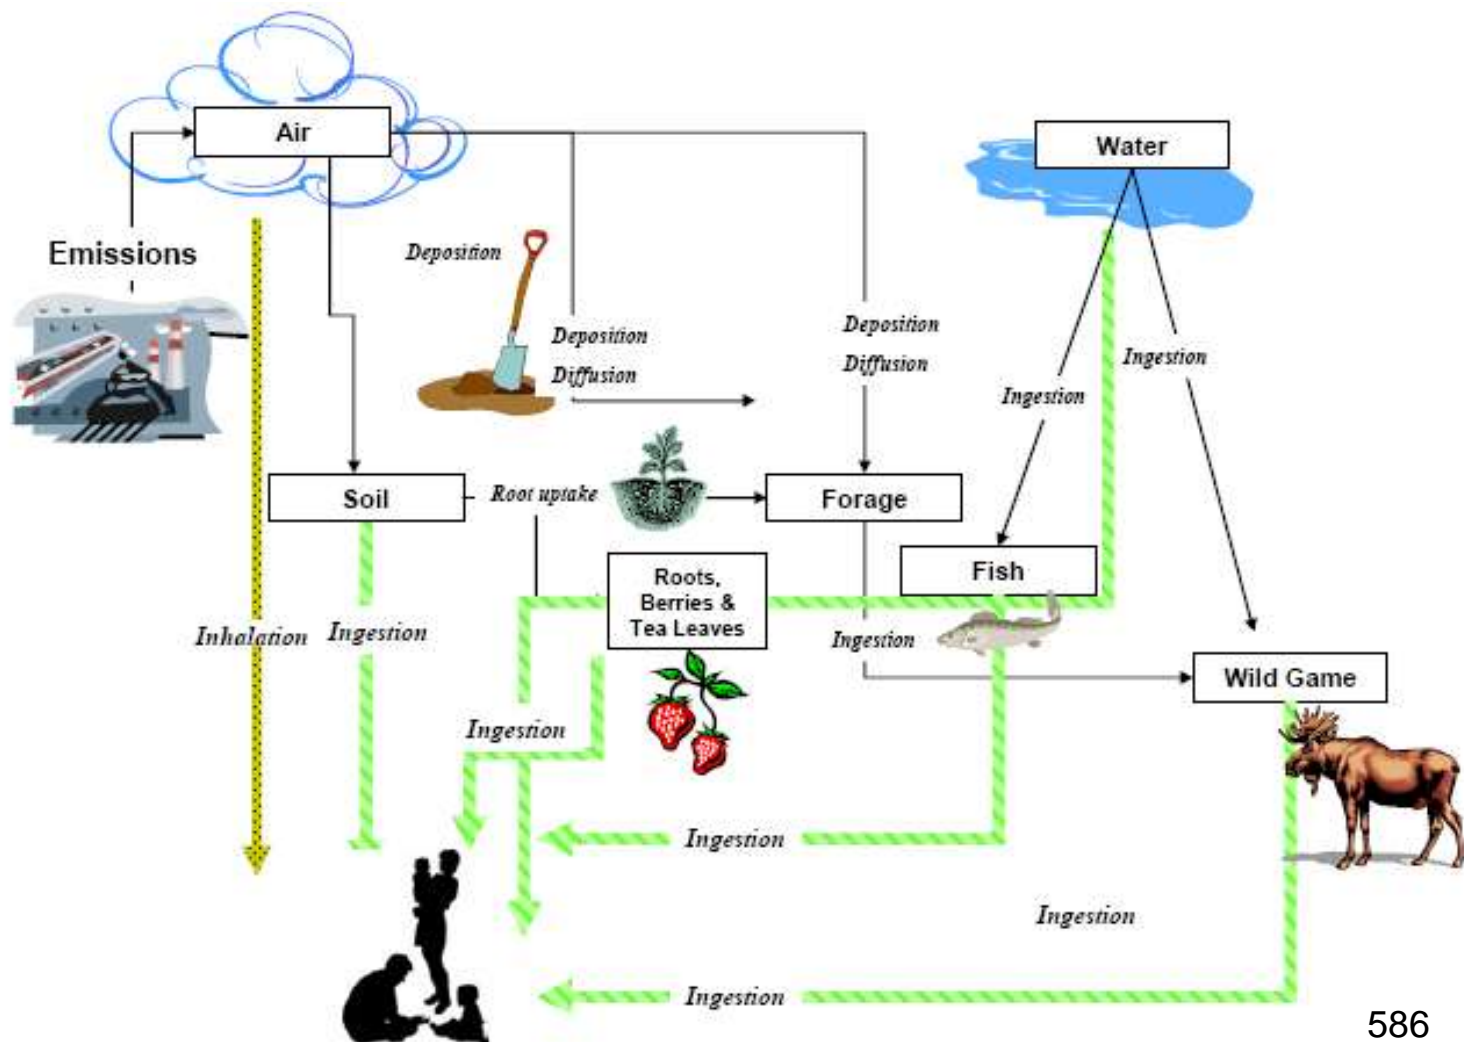 Air
Water
Emissions
Deposition
Deposition
Diffusion
Deposition
Diffusion
Ingestion
Ingestion
Soil
Root uptake
Forage
Fish
Roots,
Berries &
Tea Leaves
Inhalation
Ingestion
Ingestion
Wild Game
Ingestion
Ingestion
Ingestion
Ingestion
586